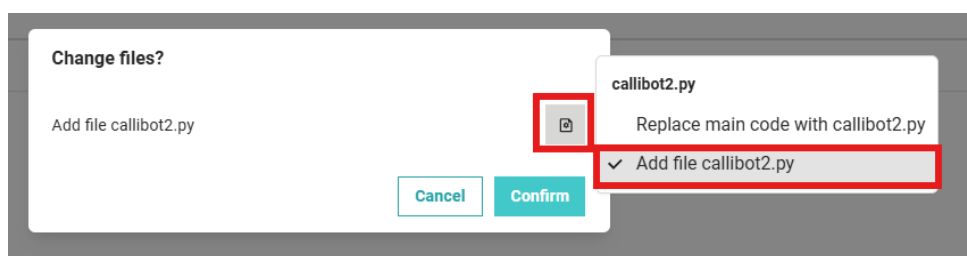 Change files?
Add file callibot2.py
Cancel
Confirm
callibot2.py
Replace main code with callibot2.py
Add file callibot2.py